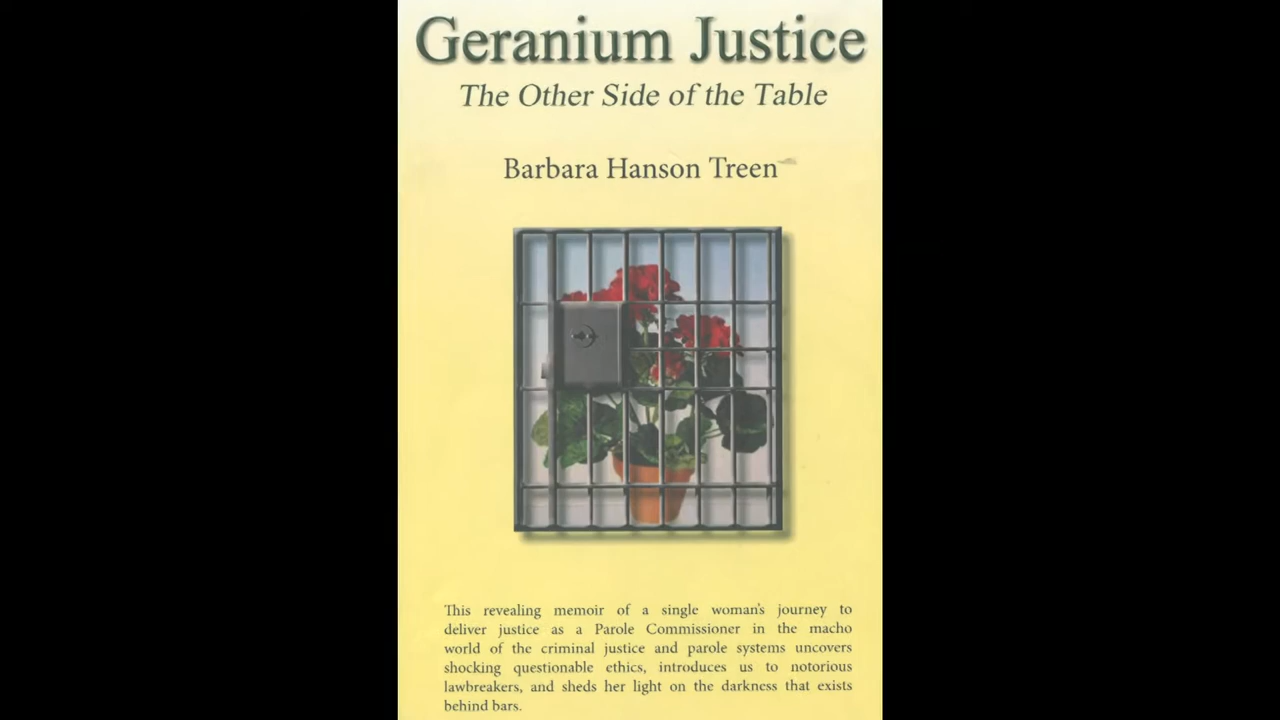 Geranium Justice
The Other Side of the Table
Barbara Hanson Treen
This revealing memoir of a single woman's journey to
deliver justice as a Parole Commissioner in the macho
world of the criminal justice and parole systems uncovers
shocking questionable ethics, introduces us to notorious
lawbreakers, and sheds her light on the darkness that exists
behind bars.